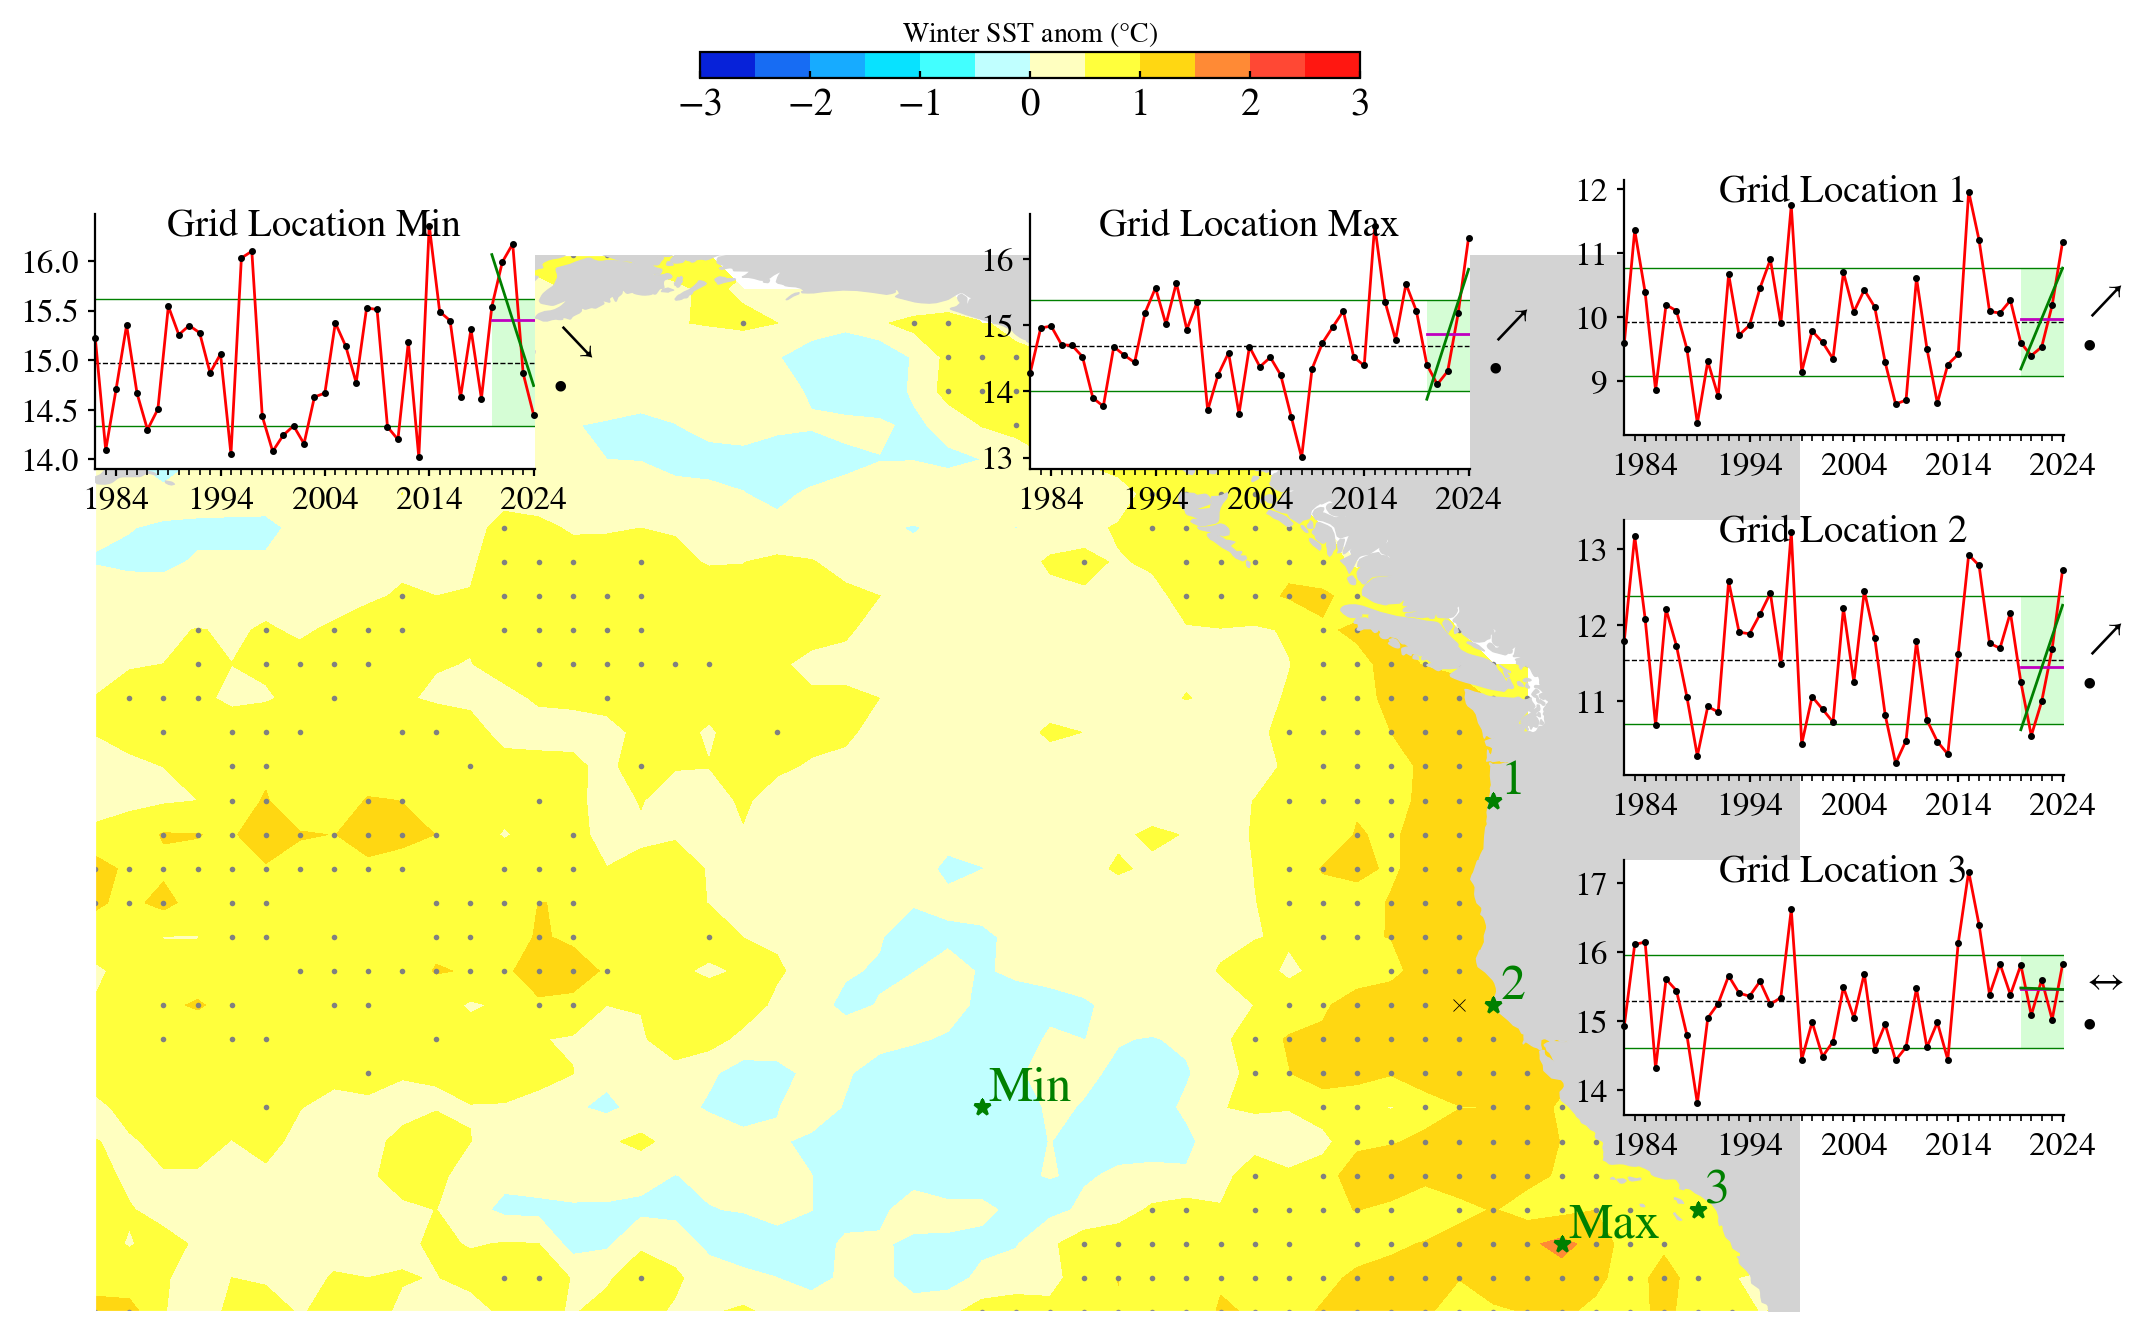 Winter SST anom (°C)
−3 −2 −1 0 1 2 3
Grid Location Min
16.0
15.5
15.0
14.5
14.0
1984 1994 2004 2014 2024
Grid Location Max
16
15
14
13
1984 1994 2004 2014 2024
Grid Location 1
12
11
10
9
1984 1994 2004 2014 2024
Grid Location 2
13
12
11
1984 1994 2004 2014 2024
Grid Location 3
17
16
15
14
1984 1994 2004 2014 2024
1
2
Min
3
Max